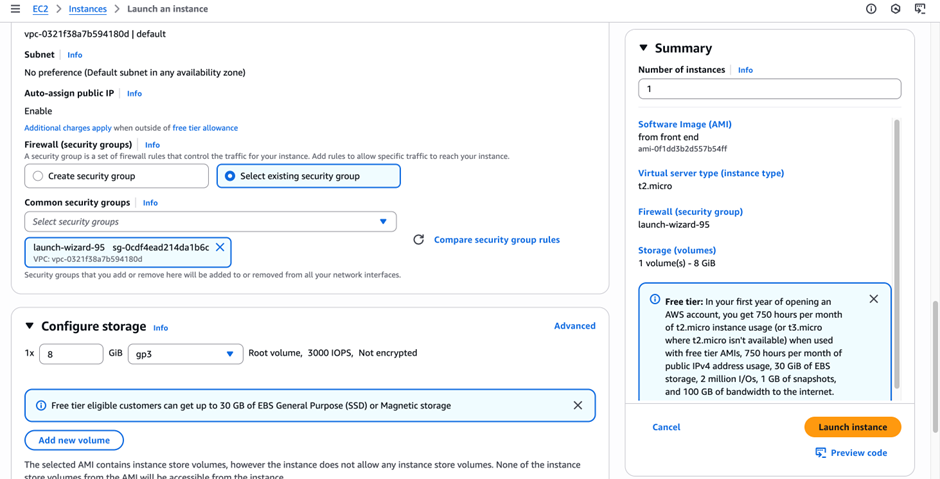 EC2 > Instances > Launch an instance
vpc-0321f38a7b594180d | default
Subnet Info
No preference (Default subnet in any availability zone)
Auto-assign public IP Info
Enable
Additional charges apply when outside of free tier allowance
Firewall (security groups) Info
A security group is a set of firewall rules that control the traffic for your instance. Add rules to allow specific traffic to reach your instance.
Create security group
Select existing security group
Common security groups Info
Select security groups
launch-wizard-95 sg-0cdf4ead214da1b6c
VPC: vpc-0321f38a7b594180d
Compare security group rules
Security groups that you add or remove here will be added to or removed from all your network interfaces.
Configure storage Info
Advanced
1x 8 GiB gp3 Root volume, 3000 IOPS, Not encrypted
Free tier eligible customers can get up to 30 GB of EBS General Purpose (SSD) or Magnetic storage
Add new volume
The selected AMI contains instance store volumes, however the instance does not allow any instance store volumes. None of the instance
store volumes from the AMI will be accessible from the instance
Summary
Number of instances Info
1
Software Image (AMI)
from front end
ami-0f1dd3b2d557b54ff
Virtual server type (instance type)
t2.micro
Firewall (security group)
launch-wizard-95
Storage (volumes)
1 volume(s) - 8 GiB
Free tier: In your first year of opening an
AWS account, you get 750 hours per month
of t2.micro instance usage (or t3.micro
where t2.micro isn't available) when used
with free tier AMIs, 750 hours per month of
public IPv4 address usage, 30 GiB of EBS
storage, 2 million I/Os, 1 GB of snapshots,
and 100 GB of bandwidth to the internet.
Cancel
Launch instance
Preview code